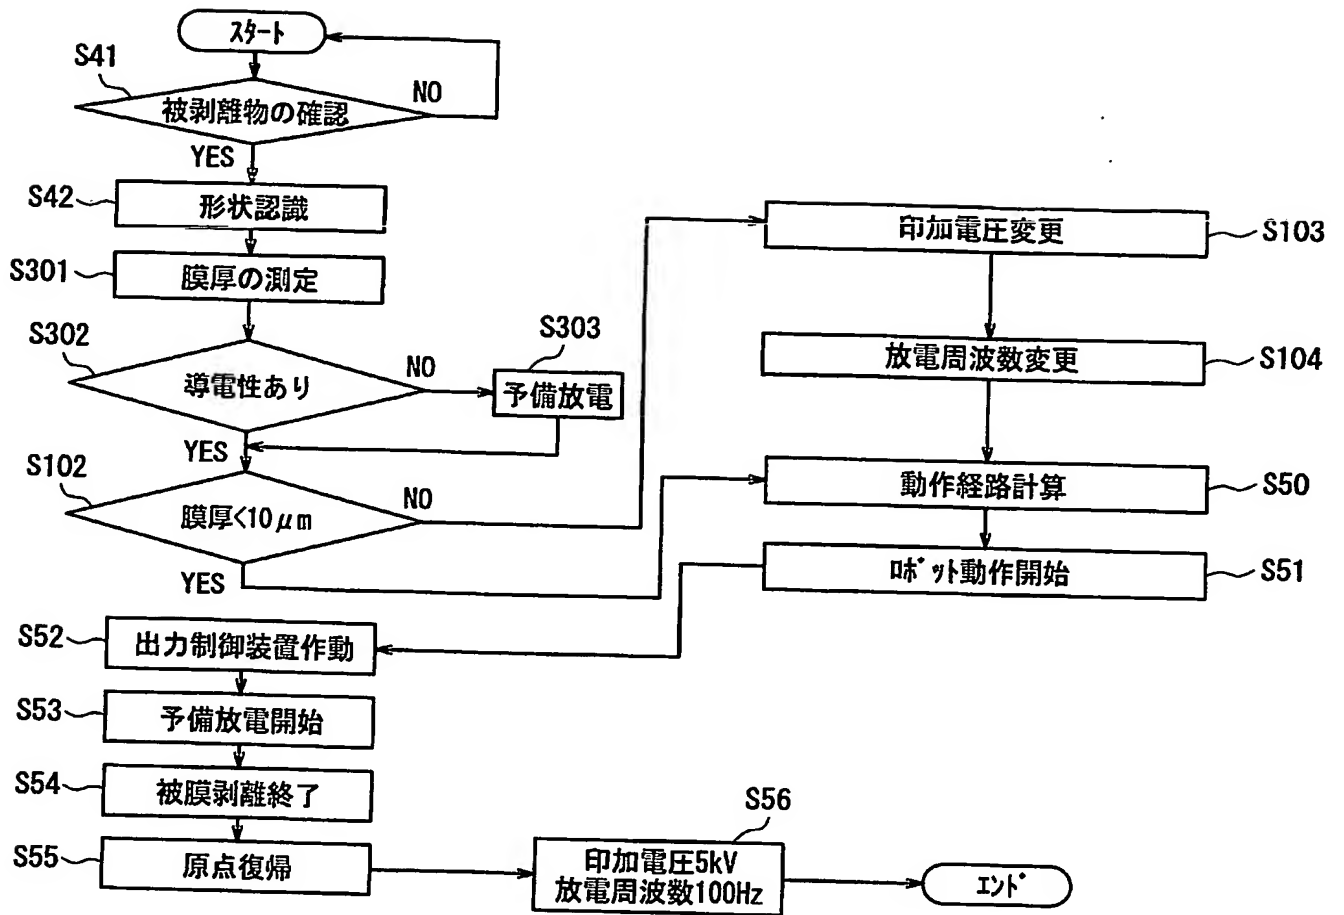 スタート
S41
被剥離物の確認
NO
YES
S42
形状認識
S301
膜厚の測定
S302
導電性あり
NO
S303
予備放電
YES
S102
膜厚<10μm
NO
YES
印加電圧変更
S103
放電周波数変更
S104
動作経路計算
S50
ロボット動作開始
S51
S52
出力制御装置作動
S53
予備放電開始
S54
被膜剥離終了
S55
原点復帰
S56
印加電圧5kV
放電周波数100Hz
エンド